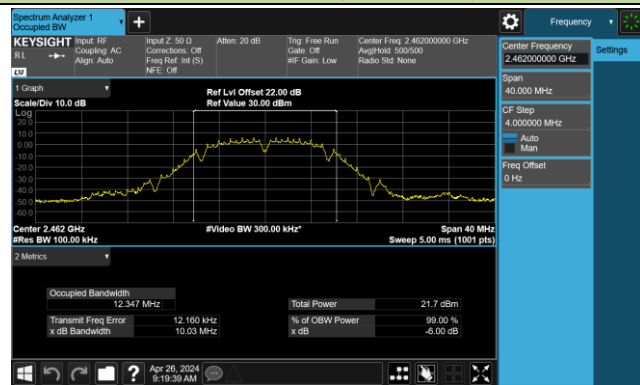 Spectrum Analyzer 1
Occupied BW
Frequency
KEYSIGHT
Input: RF
Coupling: AC
Align: Auto
Input Z: 50 Ω
Corrections: Off
Freq Ref: Int (S)
NFE: Off
Atten: 20 dB
Trig: Free Run
Gate: Off
#IF Gain: Low
Center Freq: 2.462000000 GHz
Avg|Hold: 500/500
Radio Std: None
RL
LXI
Center Frequency
2.462000000 GHz
Settings
Span
40.000 MHz
CF Step
4.000000 MHz
Auto
Man
Freq Offset
0 Hz
1 Graph
Scale/Div 10.0 dB
Ref Lvl Offset 22.00 dB
Ref Value 30.00 dBm
Log
20.0
10.0
0.00
-10.0
-20.0
-30.0
-40.0
-50.0
-60.0
Center 2.462 GHz
#Res BW 100.00 kHz
#Video BW 300.00 kHz*
Span 40 MHz
Sweep 5.00 ms (1001 pts)
2 Metrics
Occupied Bandwidth
12.347 MHz
Total Power 21.7 dBm
Transmit Freq Error 12.160 kHz
% of OBW Power 99.00 %
x dB Bandwidth 10.03 MHz
x dB -6.00 dB
?
Apr 26, 2024
9:19:39 AM